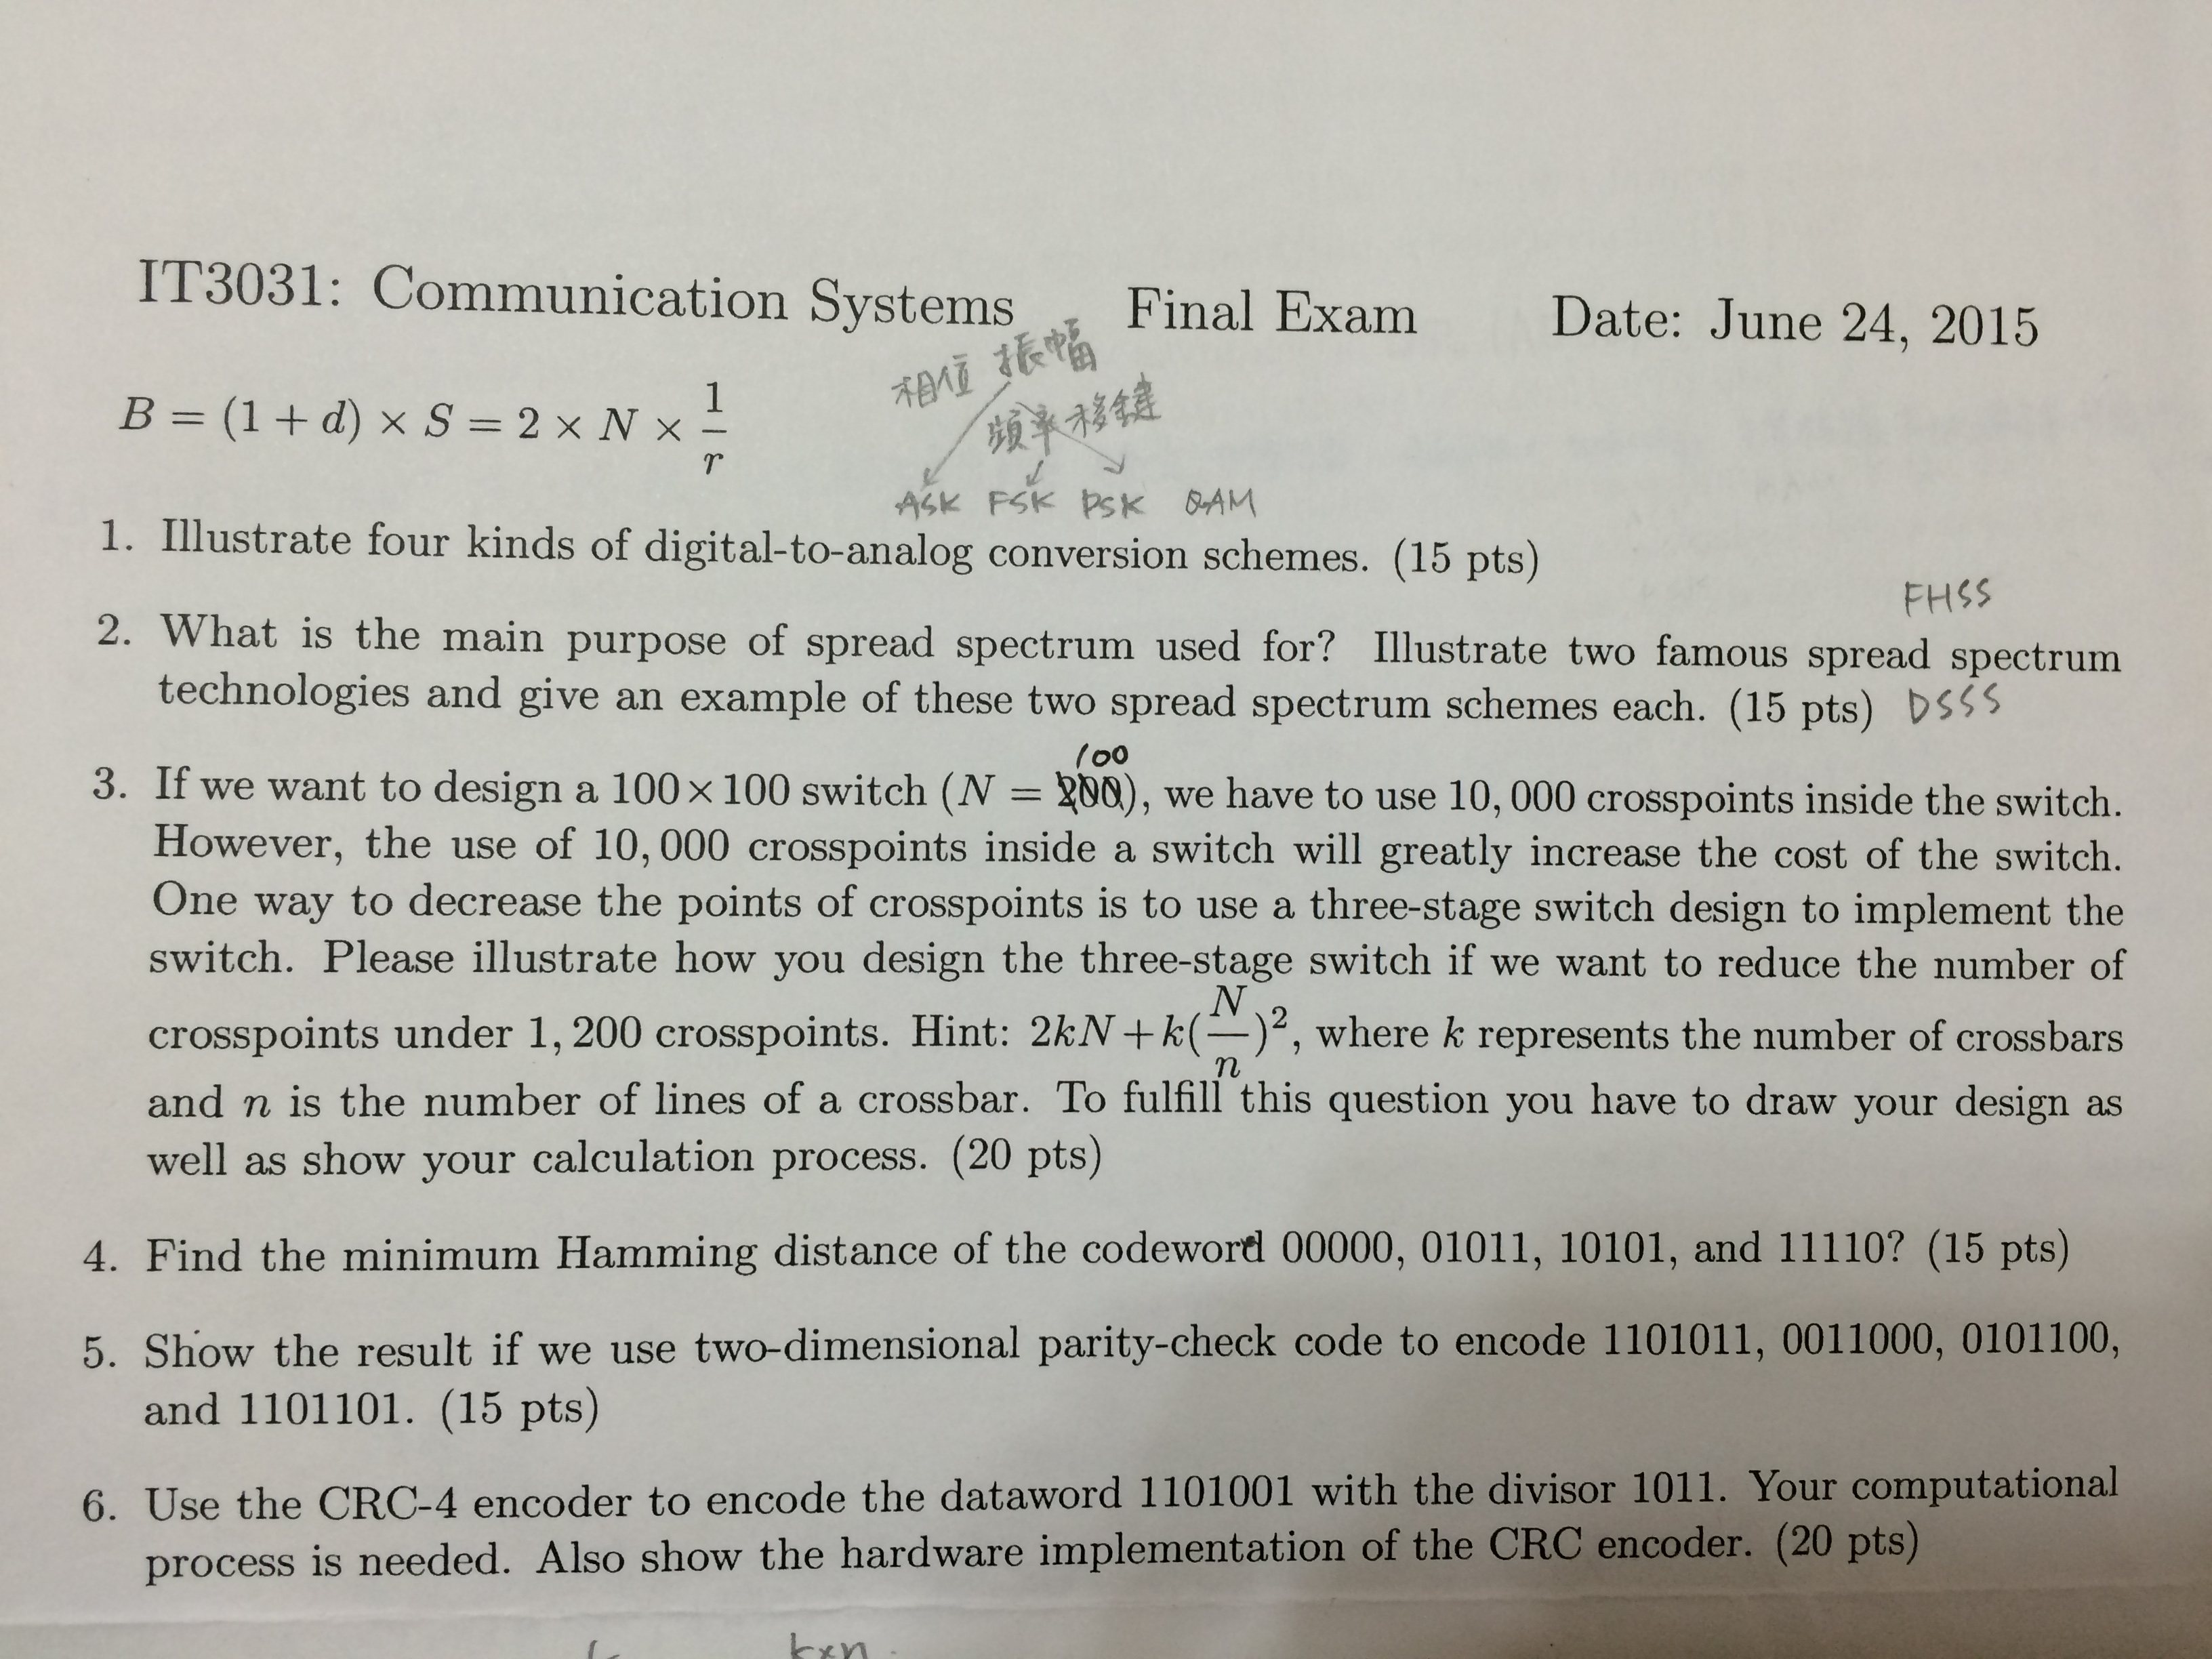 IT3031: Communication Systems Final Exam Date: June 24, 2015
相位 振幅
B = (1 + d) × S = 2 × N × 1/r
頻率移鍵
ASK FSK PSK QAM
1. Illustrate four kinds of digital-to-analog conversion schemes. (15 pts)
FHSS
2. What is the main purpose of spread spectrum used for? Illustrate two famous spread spectrum
technologies and give an example of these two spread spectrum schemes each. (15 pts) DSSS
100
3. If we want to design a 100×100 switch (N = 200), we have to use 10,000 crosspoints inside the switch.
However, the use of 10,000 crosspoints inside a switch will greatly increase the cost of the switch.
One way to decrease the points of crosspoints is to use a three-stage switch design to implement the
switch. Please illustrate how you design the three-stage switch if we want to reduce the number of
crosspoints under 1,200 crosspoints. Hint: 2kN+k(N/n)², where k represents the number of crossbars
and n is the number of lines of a crossbar. To fulfill this question you have to draw your design as
well as show your calculation process. (20 pts)
4. Find the minimum Hamming distance of the codeword 00000, 01011, 10101, and 11110? (15 pts)
5. Show the result if we use two-dimensional parity-check code to encode 1101011, 0011000, 0101100,
and 1101101. (15 pts)
6. Use the CRC-4 encoder to encode the dataword 1101001 with the divisor 1011. Your computational
process is needed. Also show the hardware implementation of the CRC encoder. (20 pts)
k×n